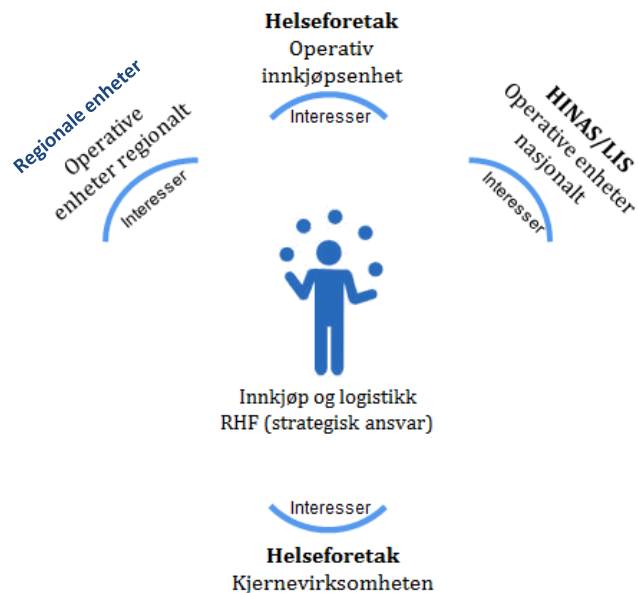 Helseforetak
Operativ
innkjøpsenhet
Interesser
Regionale enheter
Operative
enheter regionalt
Interesser
HINAS/LIS
Operative enheter
nasjonalt
Interesser
Innkjøp og logistikk
RHF (strategisk ansvar)
Interesser
Helseforetak
Kjernevirksomheten